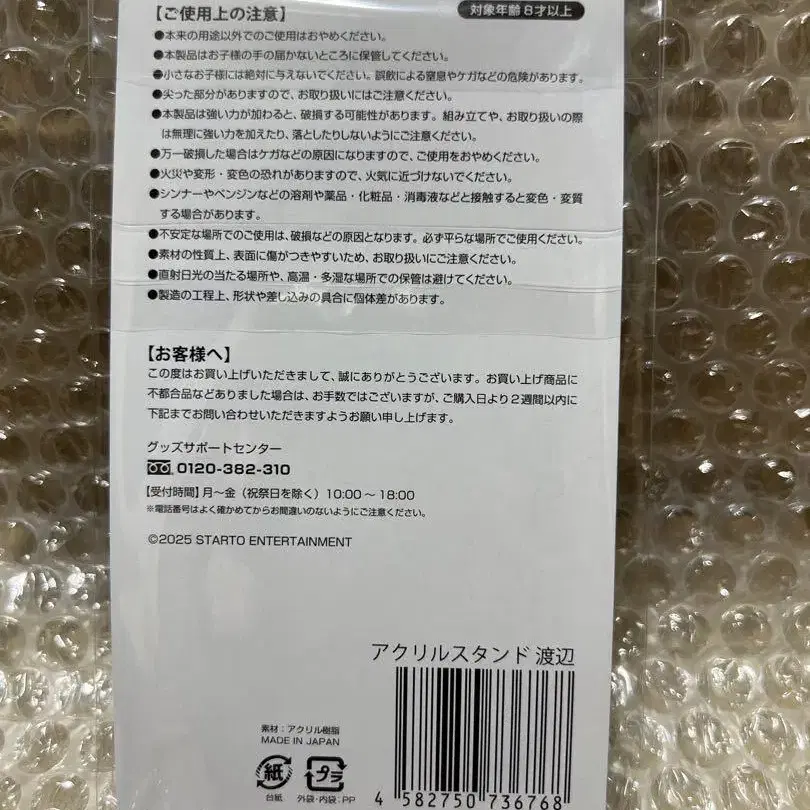 【ご使用上の注意】
対象年齢8才以上
●本来の用途以外でのご使用はおやめください。
●本製品はお子様の手の届かないところに保管してください。
●小さなお子様には絶対に与えないでください。誤飲による窒息やケガなどの危険があります。
●尖った部分がありますので、お取り扱いにはご注意ください。
●本製品は強い力が加わると、破損する可能性があります。組み立てや、お取り扱いの際
は無理に強い力を加えたり、落としたりしないようにご注意ください。
●万一破損した場合はケガなどの原因になりますので、ご使用をおやめください。
●火災や変形・変色の恐れがありますので、火気に近づけないでください。
●シンナーやベンジンなどの溶剤や薬品・化粧品・消毒液などと接触すると変色・変質
する場合があります。
●不安定な場所でのご使用は、破損などの原因となります。必ず平らな場所でご使用ください。
●素材の性質上、表面に傷がつきやすいため、お取り扱いにご注意ください。
●直射日光の当たる場所や、高温・多湿な場所での保管は避けてください。
●製造の工程上、形状や差し込みの具合に個体差があります。
【お客様へ】
この度はお買い上げいただきまして、誠にありがとうございます。お買い上げ商品に
不都合品などありました場合は、お手数ではございますが、ご購入日より2週間以内に
下記までお問い合わせいただきますようお願い申し上げます。
グッズサポートセンター
0120-382-310
【受付時間】月〜金（祝祭日を除く）10:00〜18:00
※電話番号はよく確かめてからお間違いのないようにご注意ください。
©2025 STARTO ENTERTAINMENT
アクリルスタンド 渡辺
素材：アクリル樹脂
MADE IN JAPAN
紙
プラ
台紙
外袋・内袋：PP
4 582750 736768